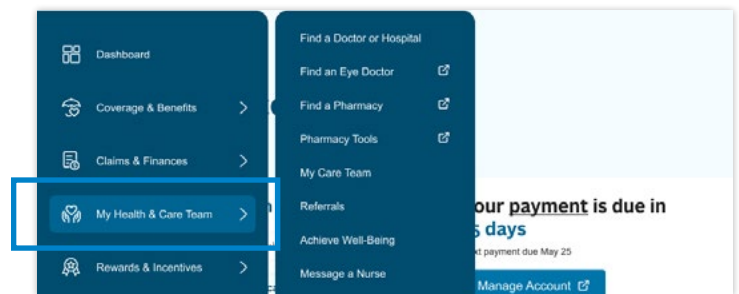 Dashboard
Coverage & Benefits
Claims & Finances
My Health & Care Team
Rewards & Incentives
Find a Doctor or Hospital
Find an Eye Doctor
Find a Pharmacy
Pharmacy Tools
My Care Team
Referrals
Achieve Well-Being
Message a Nurse
our payment is due in
days
payment due May 25
Manage Account